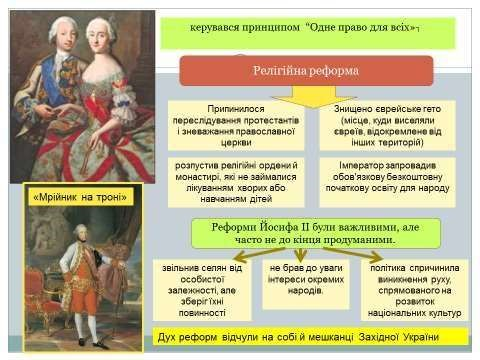 керувався принципом "Одне право для всіх»┐
Релігійна реформа
Припинилося
переслідування протестантів
і зневажання православної
церкви
Знищено єврейське гето
(місце, куди виселяли
євреїв, відокремлене від
інших територій)
розпустив релігійні ордени й
монастирі, які не займалися
лікуванням хворих або
навчанням дітей
Імператор запровадив
обов'язкову безкоштовну
початкову освіту для народу
«Мрійник на троні»
Реформи Йосифа II були важливими, але
часто не до кінця продуманими.
звільнив селян від
особистої
залежності, але
зберіг їхні
повинності
не брав до уваги
інтереси окремих
народів.
політика спричинила
виникнення руху,
спрямованого на
розвиток
національних культур
Дух реформ відчули на собі й мешканці Західної України